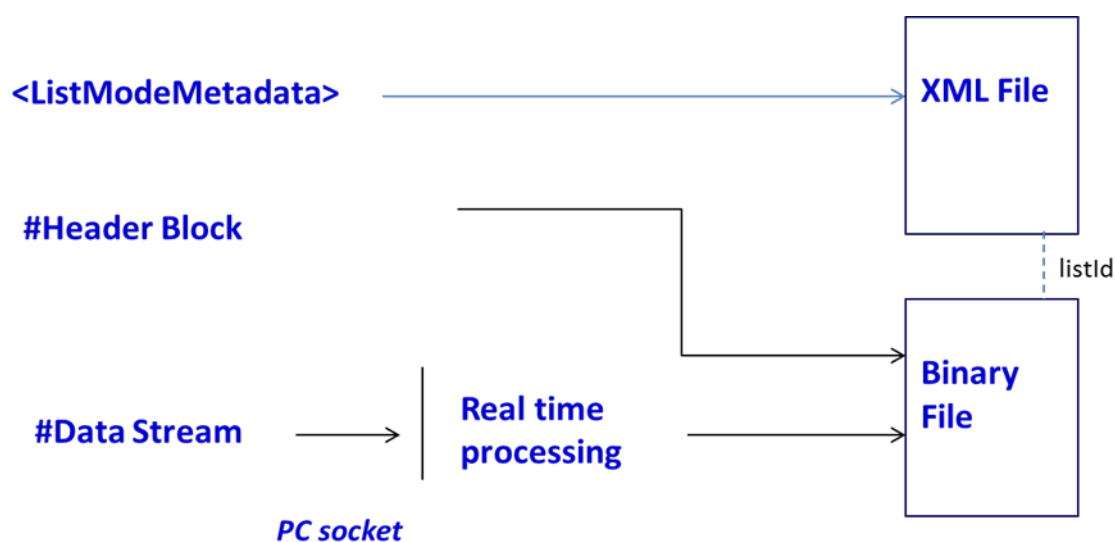 <ListModeMetadata>
XML File
#Header Block
listId
Binary
File
Real time
processing
#Data Stream
PC socket